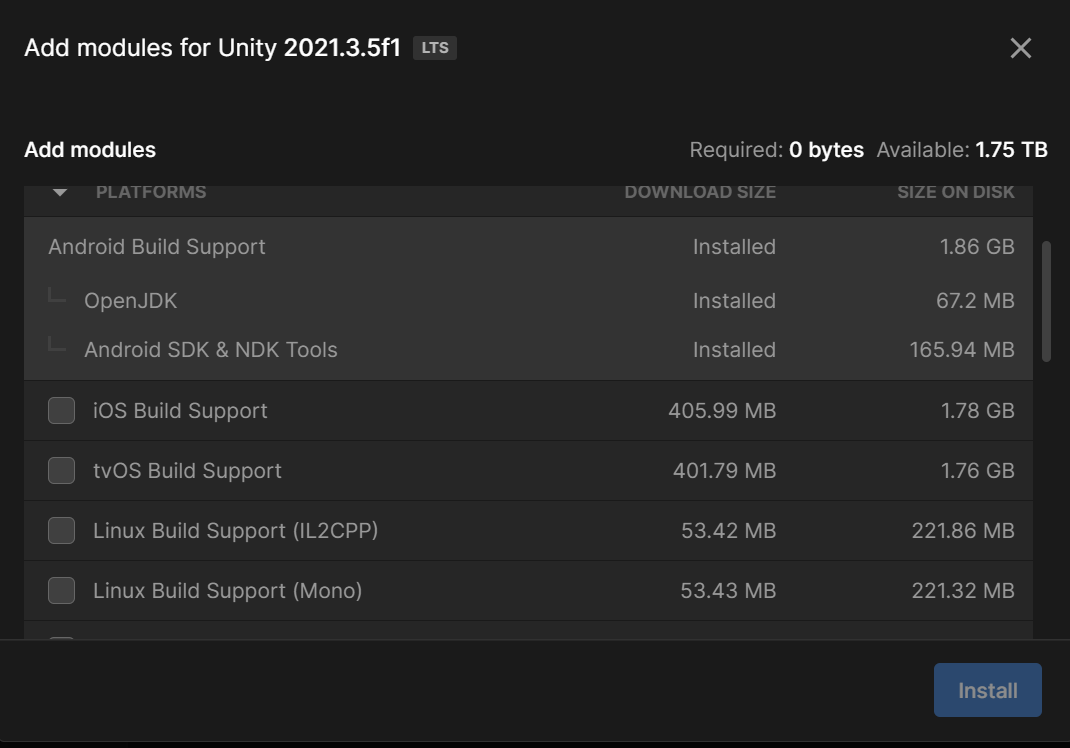 Add modules for Unity 2021.3.5f1 LTS
Add modules Required: 0 bytes Available: 1.75 TB
PLATFORMS DOWNLOAD SIZE SIZE ON DISK
Android Build Support Installed 1.86 GB
OpenJDK Installed 67.2 MB
Android SDK & NDK Tools Installed 165.94 MB
iOS Build Support 405.99 MB 1.78 GB
tvOS Build Support 401.79 MB 1.76 GB
Linux Build Support (IL2CPP) 53.42 MB 221.86 MB
Linux Build Support (Mono) 53.43 MB 221.32 MB
Install